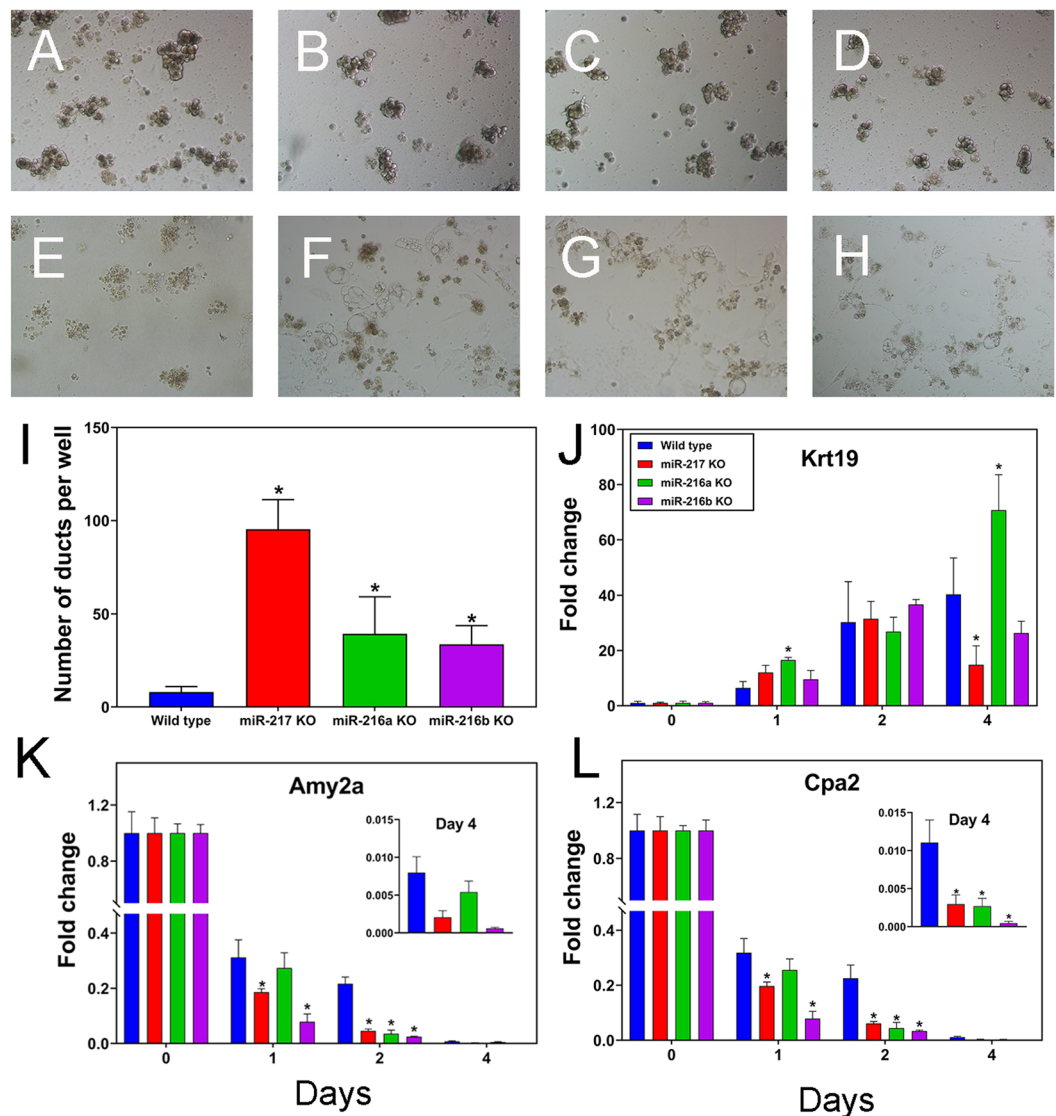 A
B
C
D
E
F
G
H
I
Number of ducts per well
150
100
50
0
*
*
*
Wild type
miR-217 KO
miR-216a KO
miR-216b KO
J
Krt19
Fold change
100
80
60
40
20
0
Wild type
miR-217 KO
miR-216a KO
miR-216b KO
*
*
*
0
1
2
4
K
Amy2a
Fold change
1.2
1.0
0.4
0.2
0.0
Day 4
0.015
0.010
0.005
0.000
*
*
*
*
*
0
1
2
4
Days
L
Cpa2
Fold change
1.2
1.0
0.4
0.2
0.0
Day 4
0.015
0.010
0.005
0.000
*
*
*
*
*
*
*
*
0
1
2
4
Days